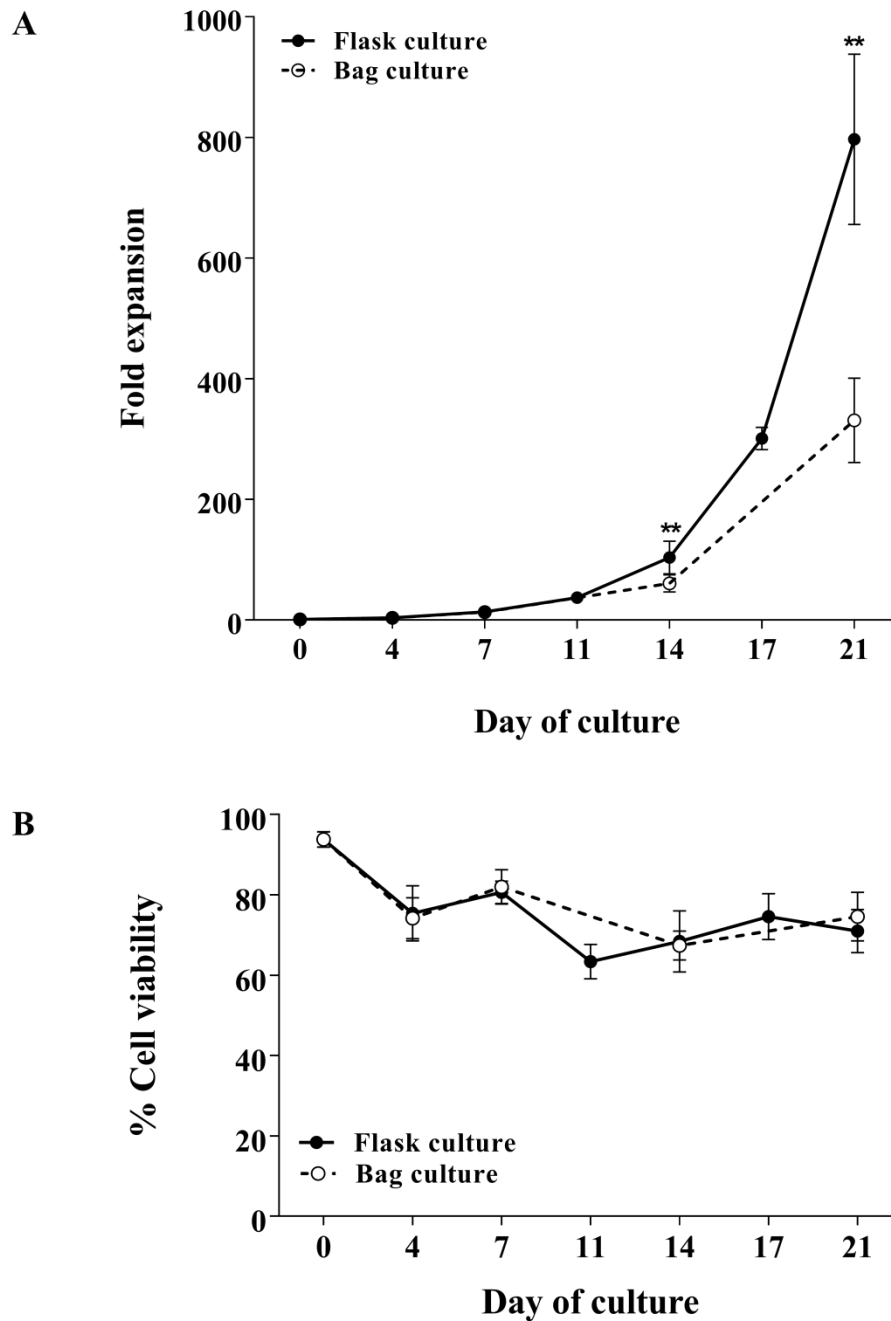 A
Fold expansion
1000
800
600
400
200
0
Flask culture
Bag culture
**
**
0 4 7 11 14 17 21
Day of culture
B
% Cell viability
100
80
60
40
20
0
Flask culture
Bag culture
0 4 7 11 14 17 21
Day of culture